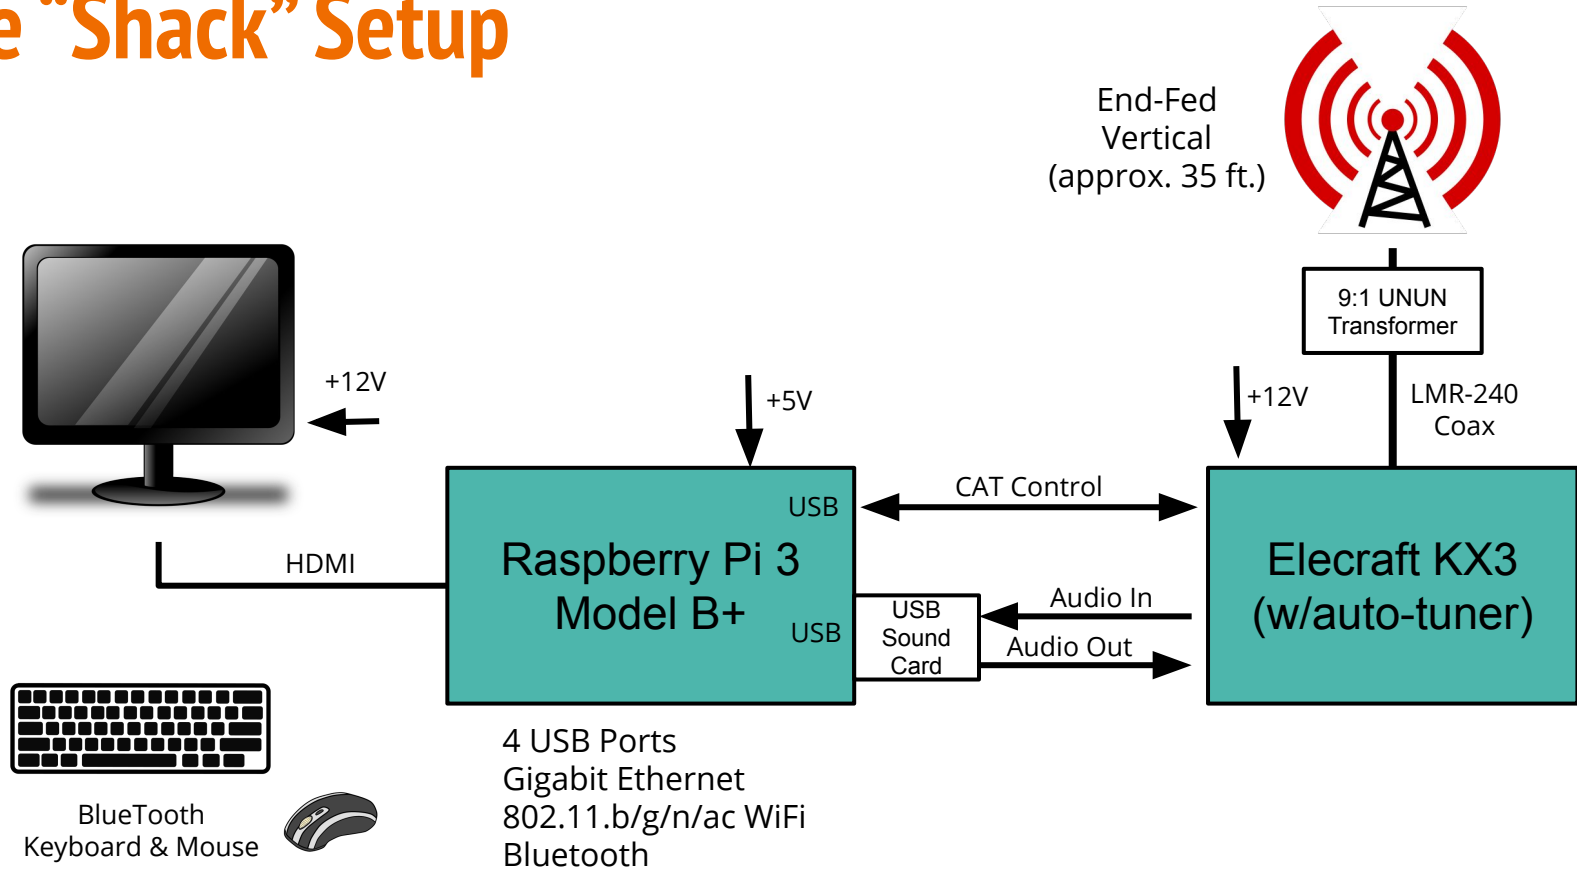 e “Shack” Setup
End-Fed
Vertical
(approx. 35 ft.)
9:1 UNUN
Transformer
+12V
+5V
+12V
LMR-240
Coax
USB
CAT Control
HDMI
Raspberry Pi 3
Model B+
USB
USB
Sound
Card
Audio In
Audio Out
Elecraft KX3
(w/auto-tuner)
4 USB Ports
Gigabit Ethernet
802.11.b/g/n/ac WiFi
Bluetooth
BlueTooth
Keyboard & Mouse